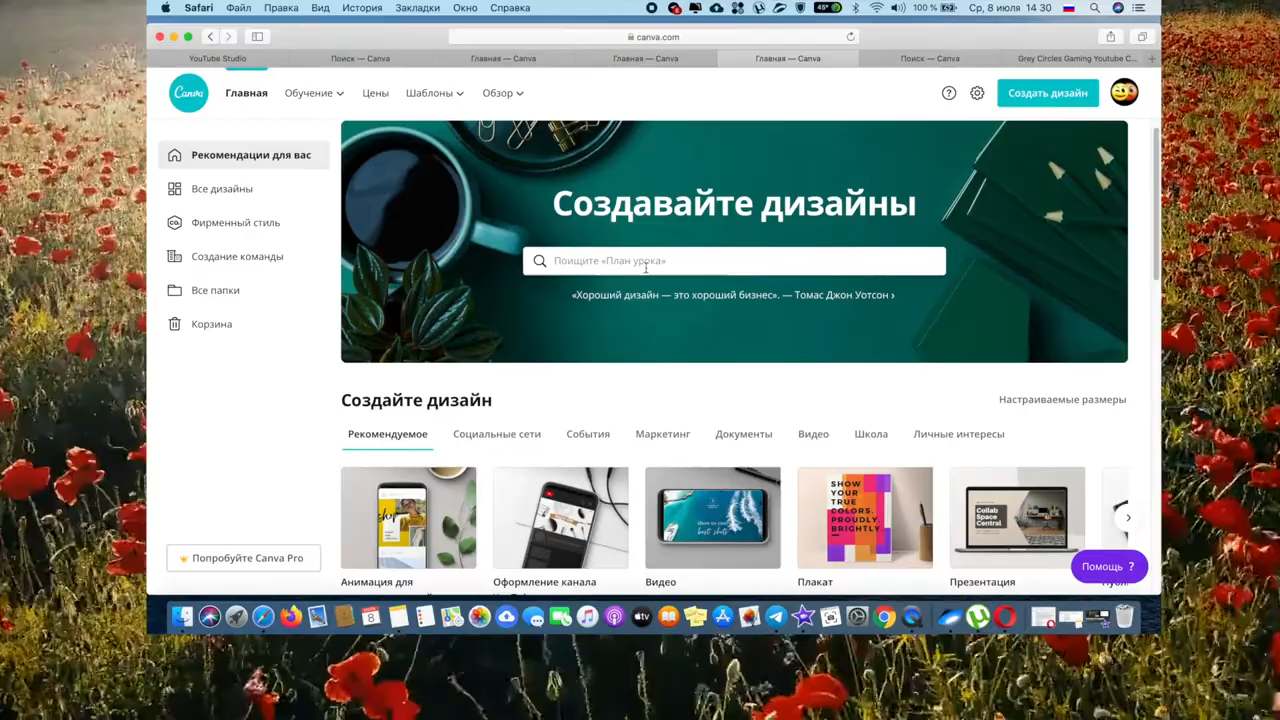 Safari Файл Правка Вид История Закладки Окно Справка
45° 100 % Ср, 8 июля 14 30
canva.com
YouTube Studio
Поиск — Canva
Главная — Canva
Главная — Canva
Главная — Canva
Поиск — Canva
Grey Circles Gaming Youtube C...
Canva
Главная
Обучение
Цены
Шаблоны
Обзор
Создать дизайн
Рекомендации для вас
Все дизайны
Фирменный стиль
Создание команды
Все папки
Корзина
Попробуйте Canva Pro
Создавайте дизайны
Поищите «План урока»
«Хороший дизайн — это хороший бизнес». — Томас Джон Уотсон ›
Создайте дизайн
Настраиваемые размеры
Рекомендуемое
Социальные сети
События
Маркетинг
Документы
Видео
Школа
Личные интересы
SHOW
YOUR
TRUE
COLORS.
PROUDLY.
BRIGHTLY
Collab
Space
Central
Анимация для
Оформление канала
Видео
Плакат
Презентация
Помощь ?